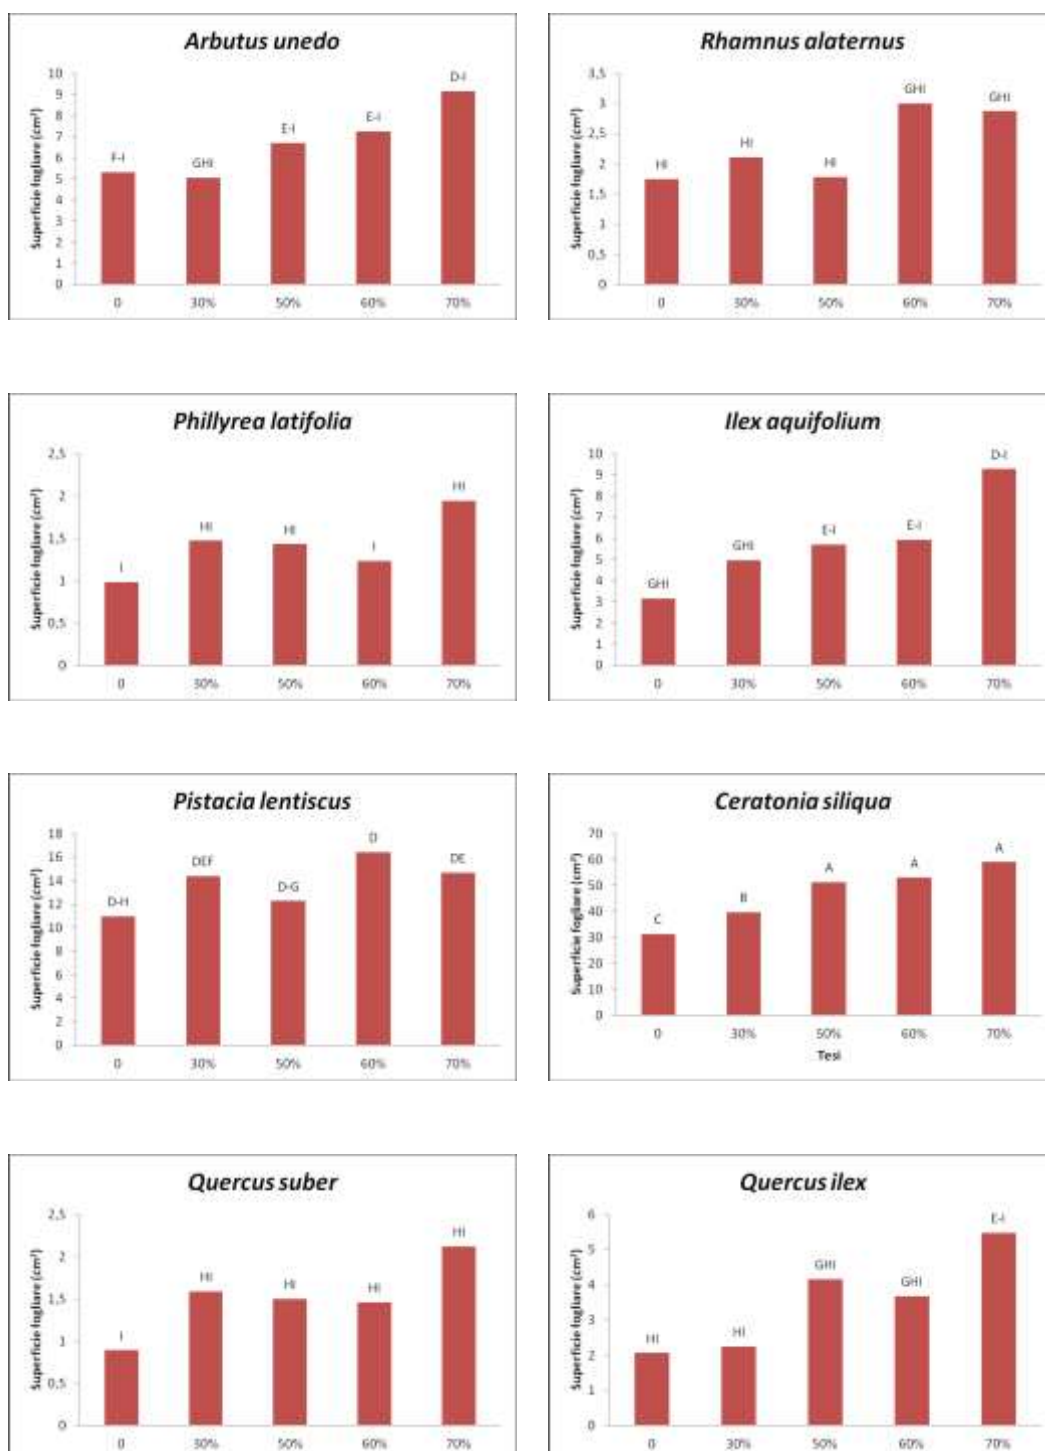 Arbutus unedo
Superficie fogliare (cm²)
10
9
8
7
6
5
4
3
2
1
0
F-I
GHI
E-I
E-I
D-I
0 30% 50% 60% 70%
Rhamnus alaternus
Superficie fogliare (cm²)
3,5
3
2,5
2
1,5
1
0,5
0
HI
HI
HI
GHI
GHI
0 30% 50% 60% 70%
Phillyrea latifolia
Superficie fogliare (cm²)
2,5
2
1,5
1
0,5
0
I
HI
HI
I
HI
0 30% 50% 60% 70%
Ilex aquifolium
Superficie fogliare (cm²)
10
9
8
7
6
5
4
3
2
1
0
GHI
GHI
E-I
E-I
D-I
0 30% 50% 60% 70%
Pistacia lentiscus
Superficie fogliare (cm²)
18
16
14
12
10
8
6
4
2
0
D-H
DEF
D-G
D
DE
0 30% 50% 60% 70%
Ceratonia siliqua
Superficie fogliare (cm²)
70
60
50
40
30
20
10
0
C
B
A
A
A
0 30% 50% 60% 70%
Tesi
Quercus suber
Superficie fogliare (cm²)
2,5
2
1,5
1
0,5
0
I
HI
HI
HI
HI
0 30% 50% 60% 70%
Quercus ilex
Superficie fogliare (cm²)
6
5
4
3
2
1
0
HI
HI
GHI
GHI
E-I
0 30% 50% 60% 70%